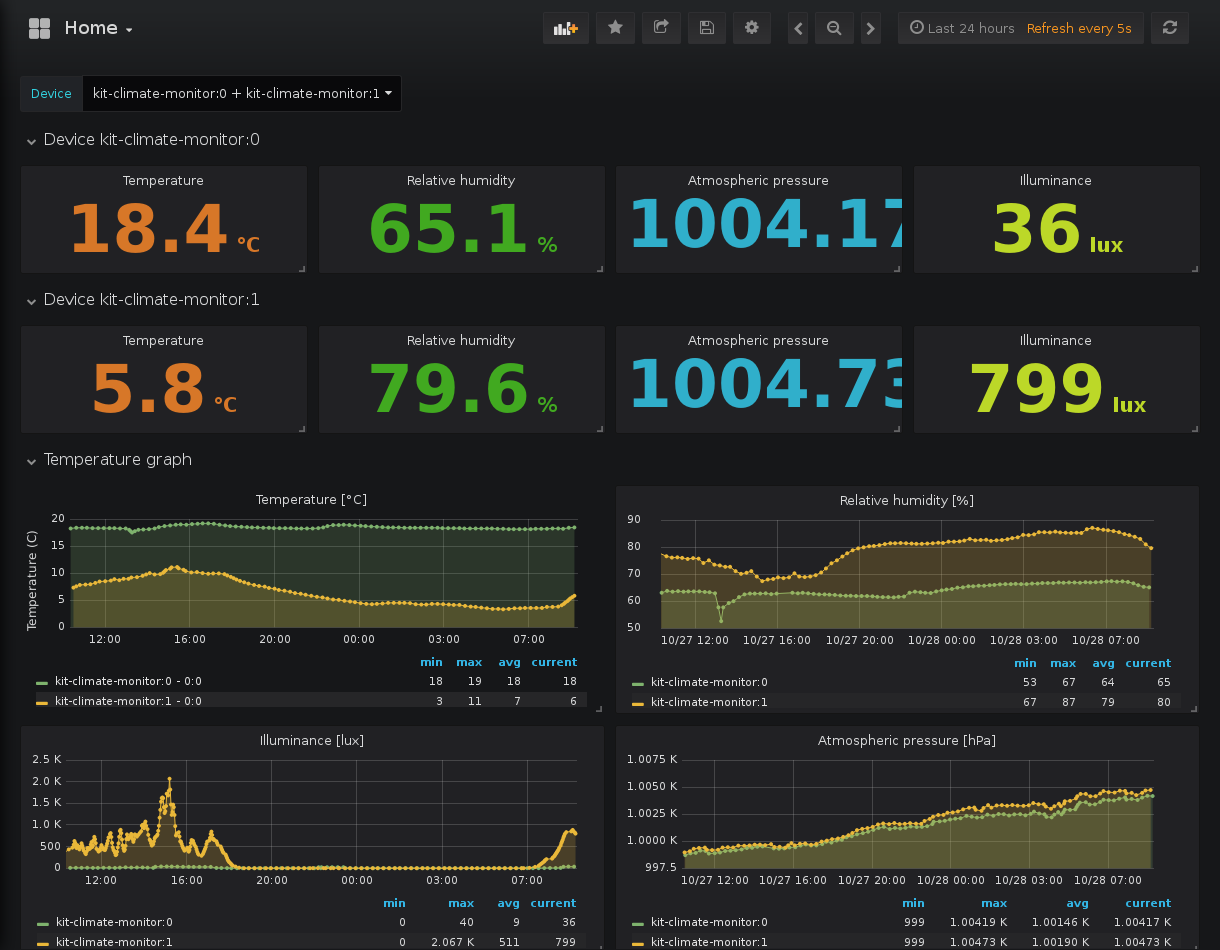 Home
Last 24 hours Refresh every 5s
Device kit-climate-monitor:0 + kit-climate-monitor:1
Device kit-climate-monitor:0
Temperature Relative humidity Atmospheric pressure Illuminance
18.4 °C 65.1 % 1004.17 36 lux
Device kit-climate-monitor:1
Temperature Relative humidity Atmospheric pressure Illuminance
5.8 °C 79.6 % 1004.73 799 lux
Temperature graph
Temperature [°C]
Temperature (C)
20
15
10
5
0
12:00 16:00 20:00 00:00 03:00 07:00
min max avg current
kit-climate-monitor:0 - 0:0 18 19 18 18
kit-climate-monitor:1 - 0:0 3 11 7 6
Relative humidity [%]
90
80
70
60
50
10/27 12:00 10/27 16:00 10/27 20:00 10/28 00:00 10/28 03:00 10/28 07:00
min max avg current
kit-climate-monitor:0 53 67 64 65
kit-climate-monitor:1 67 87 79 80
Illuminance [lux]
2.5 K
2.0 K
1.5 K
1.0 K
500
0
12:00 16:00 20:00 00:00 03:00 07:00
min max avg current
kit-climate-monitor:0 0 40 9 36
kit-climate-monitor:1 0 2.067 K 511 799
Atmospheric pressure [hPa]
1.0075 K
1.0050 K
1.0025 K
1.0000 K
997.5
10/27 12:00 10/27 16:00 10/27 20:00 10/28 00:00 10/28 03:00 10/28 07:00
min max avg current
kit-climate-monitor:0 999 1.00419 K 1.00146 K 1.00417 K
kit-climate-monitor:1 999 1.00473 K 1.00190 K 1.00473 K